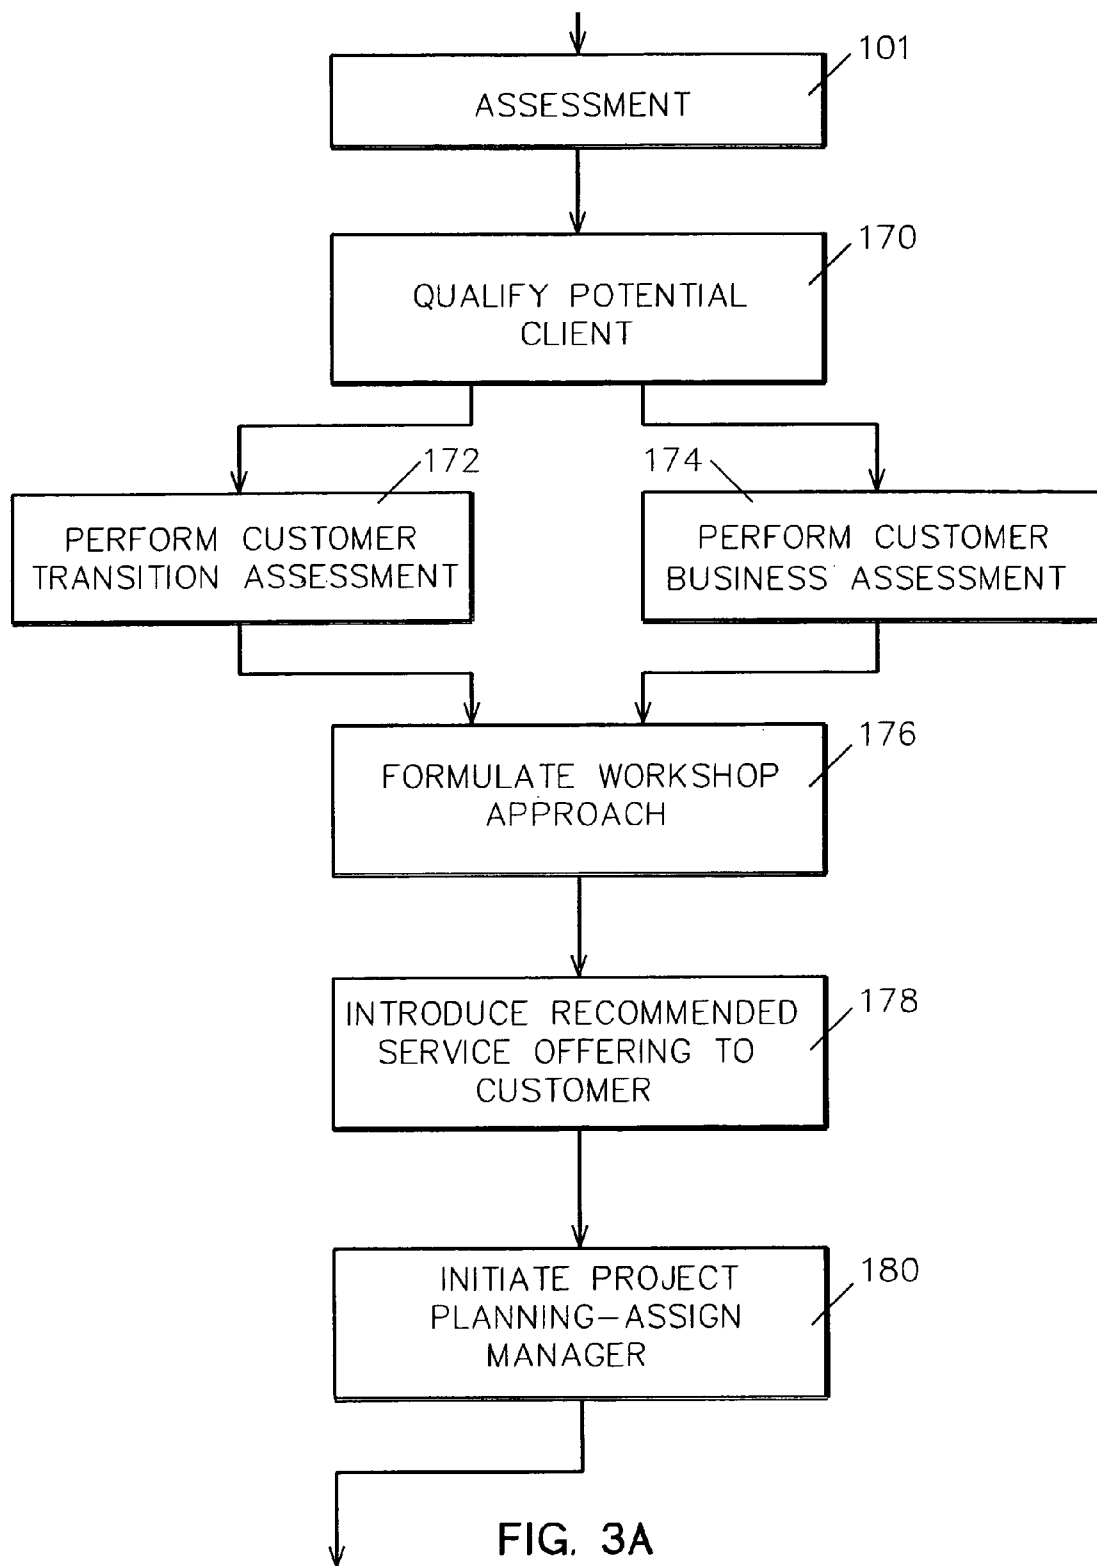 101
ASSESSMENT
170
QUALIFY POTENTIAL
CLIENT
172
PERFORM CUSTOMER
TRANSITION ASSESSMENT
174
PERFORM CUSTOMER
BUSINESS ASSESSMENT
176
FORMULATE WORKSHOP
APPROACH
178
INTRODUCE RECOMMENDED
SERVICE OFFERING TO
CUSTOMER
180
INITIATE PROJECT
PLANNING–ASSIGN
MANAGER
FIG. 3A